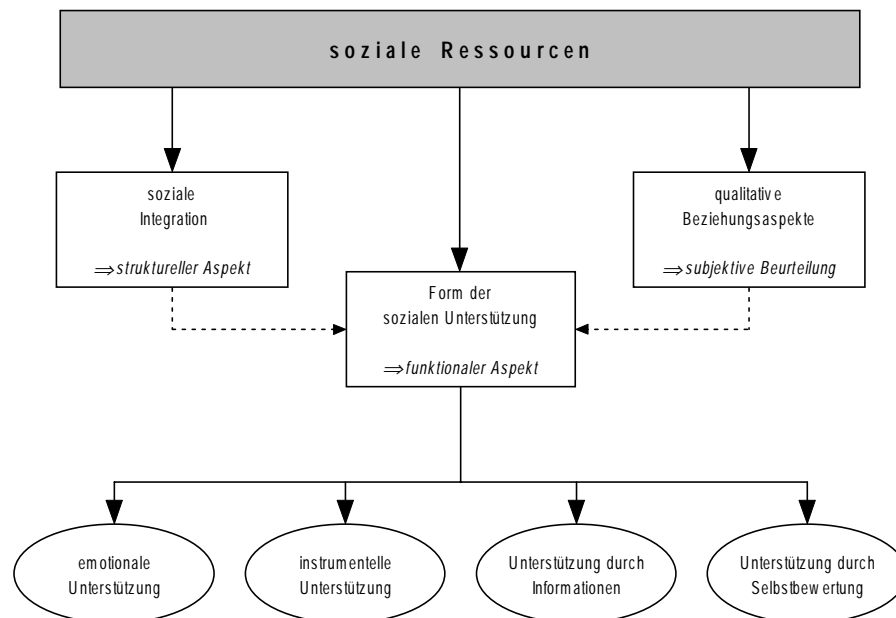 soziale Ressourcen
soziale
Integration
⇒ struktureller Aspekt
qualitative
Beziehungsaspekte
⇒ subjektive Beurteilung
Form der
sozialen Unterstützung
⇒ funktionaler Aspekt
emotionale
Unterstützung
instrumentelle
Unterstützung
Unterstützung durch
Informationen
Unterstützung durch
Selbstbewertung